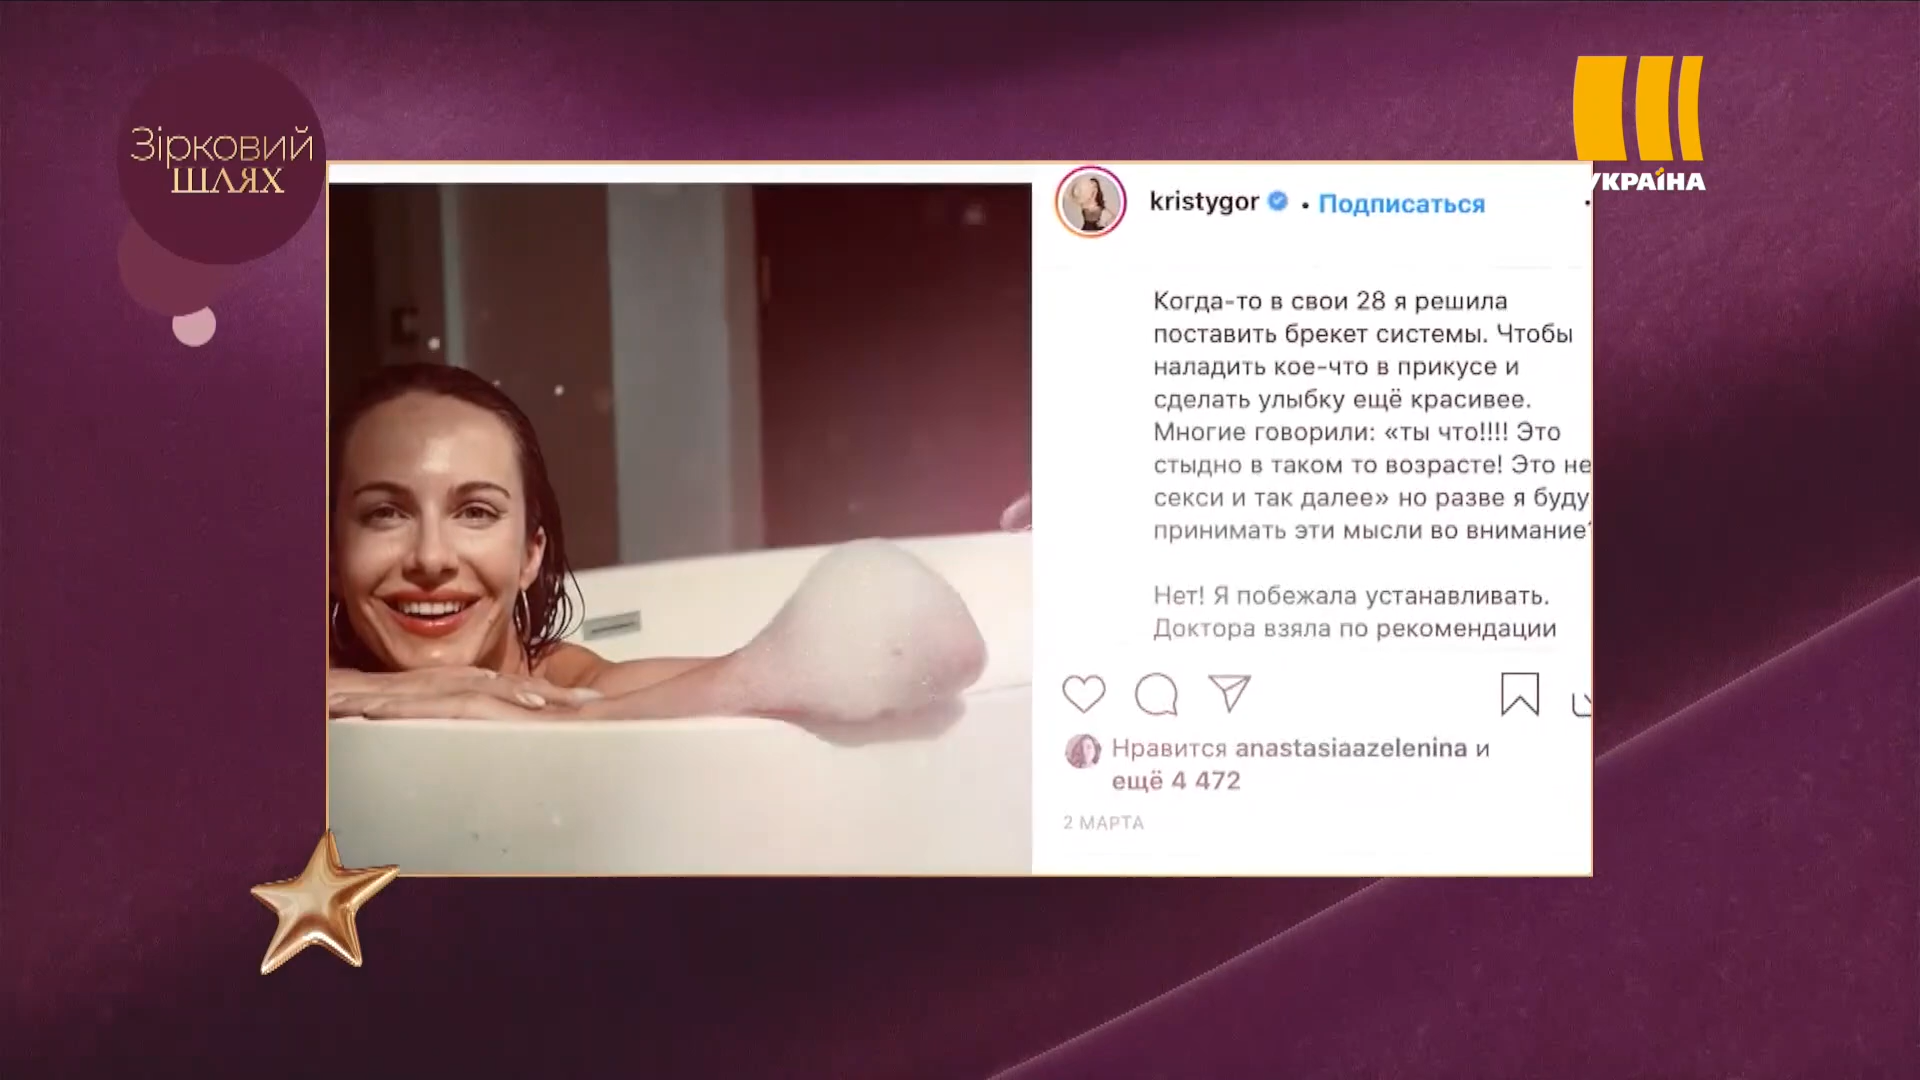 Зірковий
ШЛЯХ
УКРАЇНА
kristygor • Подписаться
Когда-то в свои 28 я решила
поставить брекет системы. Чтобы
наладить кое-что в прикусе и
сделать улыбку ещё красивее.
Многие говорили: «ты что!!!! Это
стыдно в таком то возрасте! Это не
секси и так далее» но разве я буду
принимать эти мысли во внимание?
Нет! Я побежала устанавливать.
Доктора взяла по рекомендации
Нравится anastasiaazelenina и
ещё 4 472
2 МАРТА